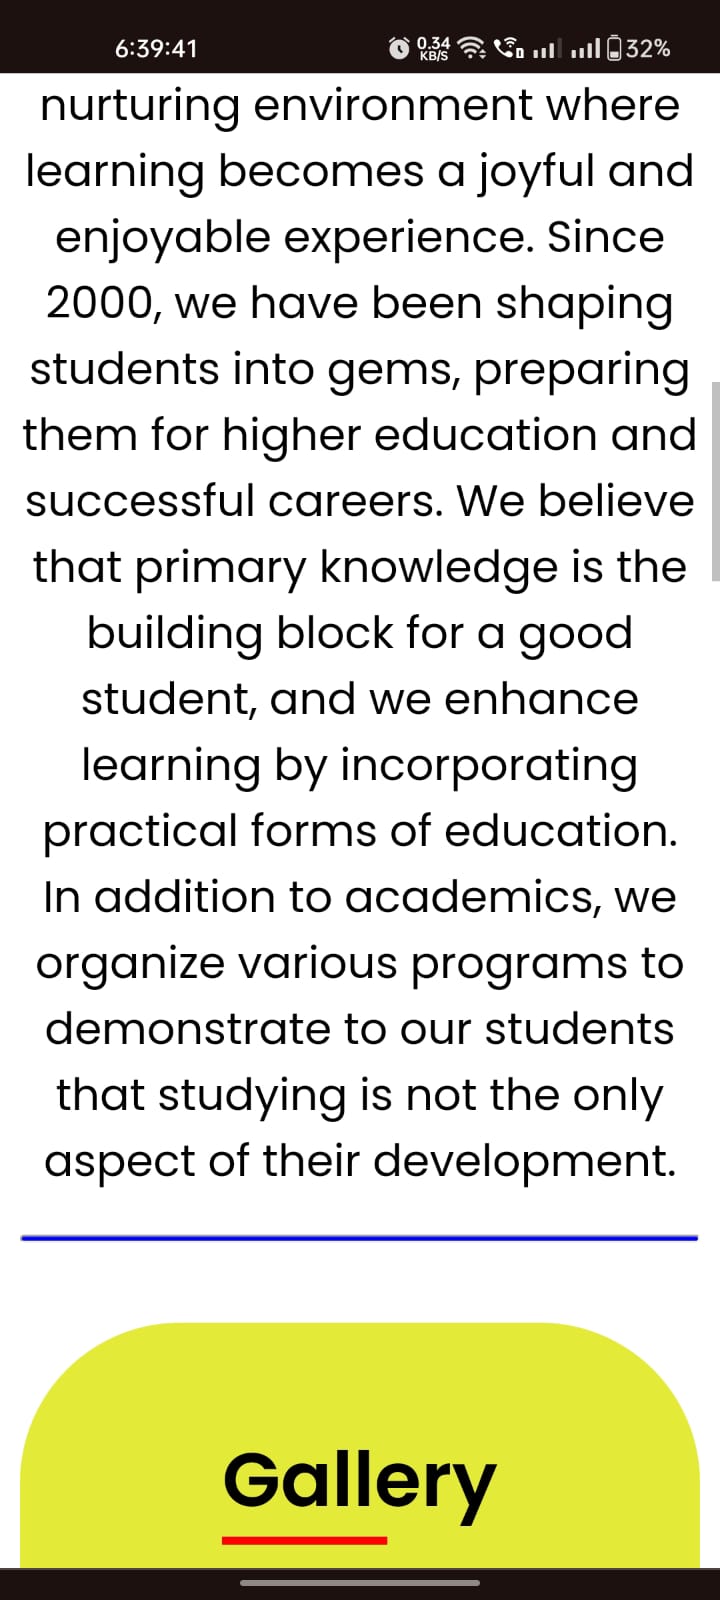 6:39:41
0.34
KB/S
32%
nurturing environment where
learning becomes a joyful and
enjoyable experience. Since
2000, we have been shaping
students into gems, preparing
them for higher education and
successful careers. We believe
that primary knowledge is the
building block for a good
student, and we enhance
learning by incorporating
practical forms of education.
In addition to academics, we
organize various programs to
demonstrate to our students
that studying is not the only
aspect of their development.
Gallery